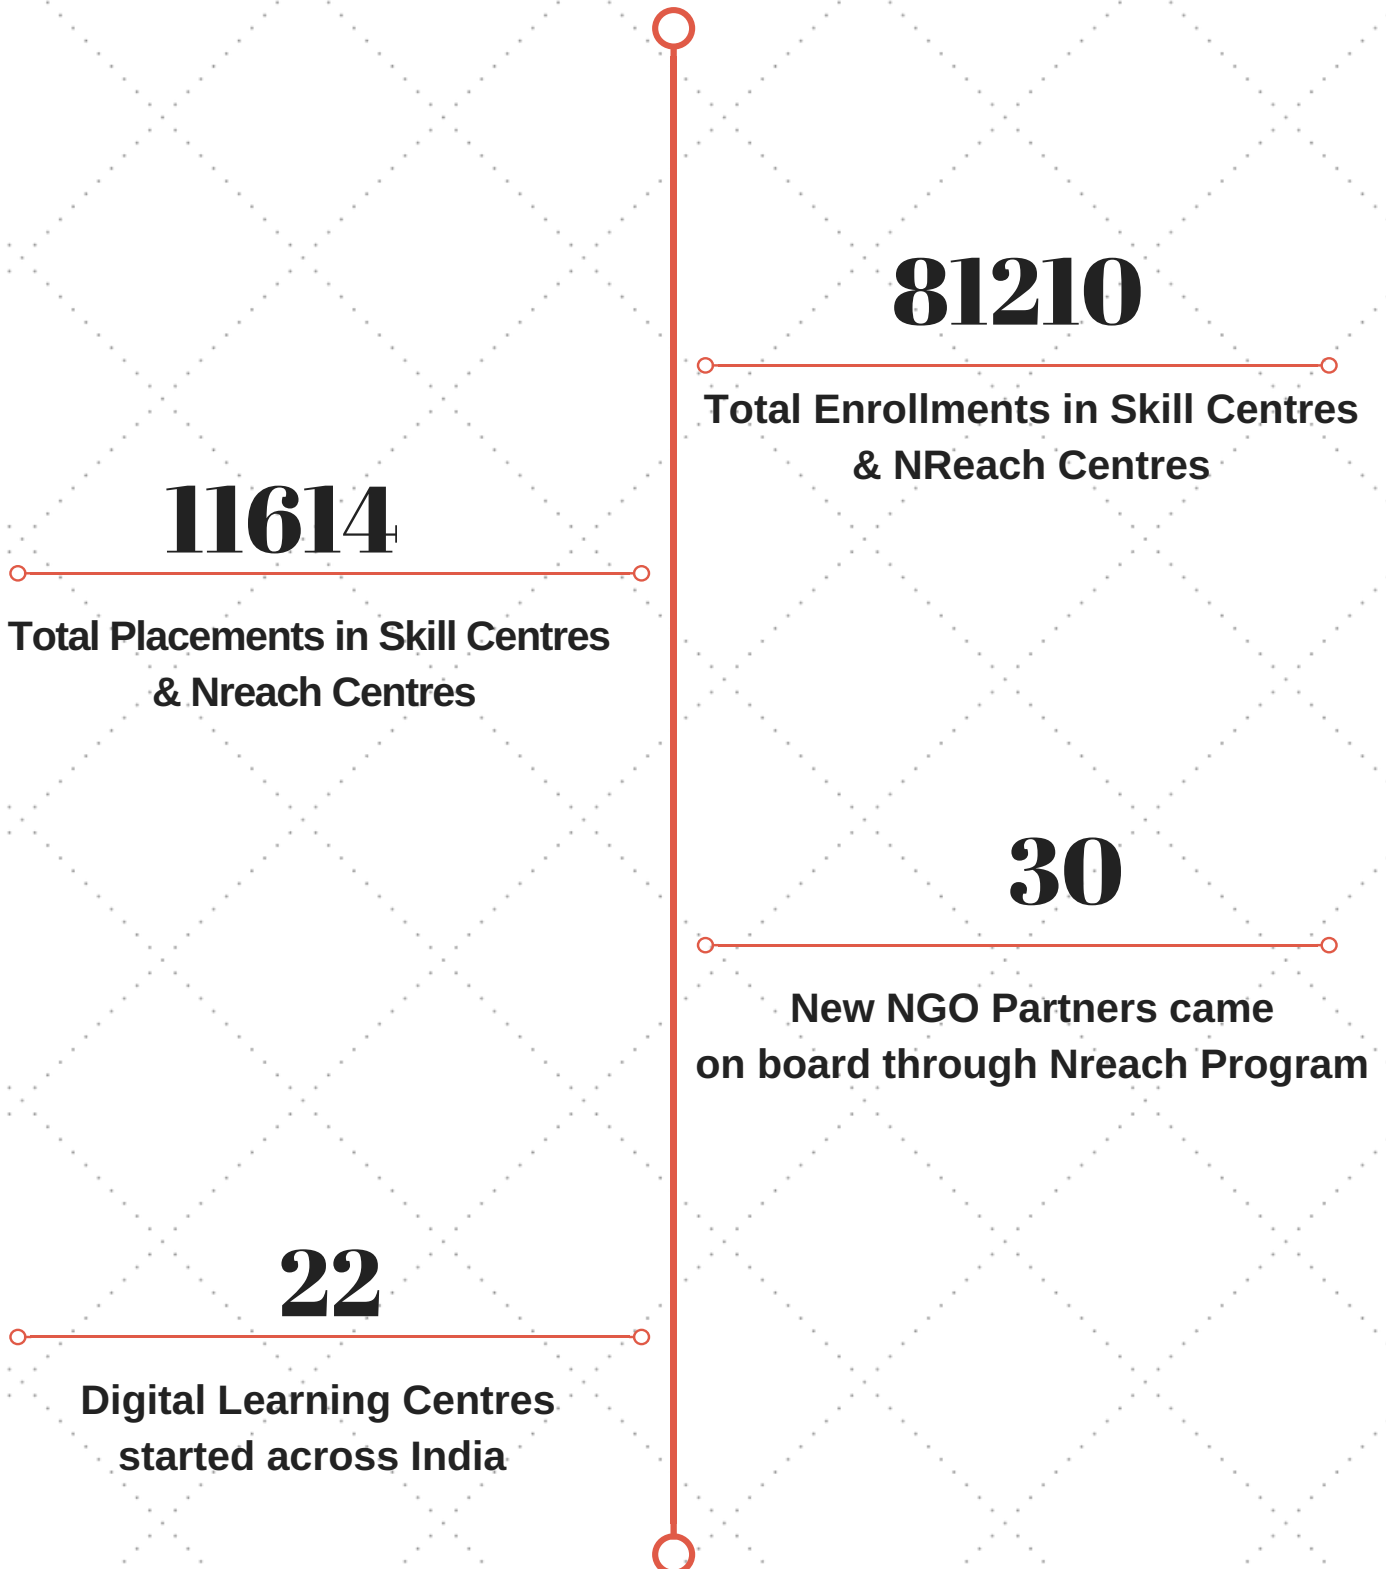 81210
Total Enrollments in Skill Centres
& NReach Centres
11614
Total Placements in Skill Centres
& Nreach Centres
30
New NGO Partners came
on board through Nreach Program
22
Digital Learning Centres
started across India